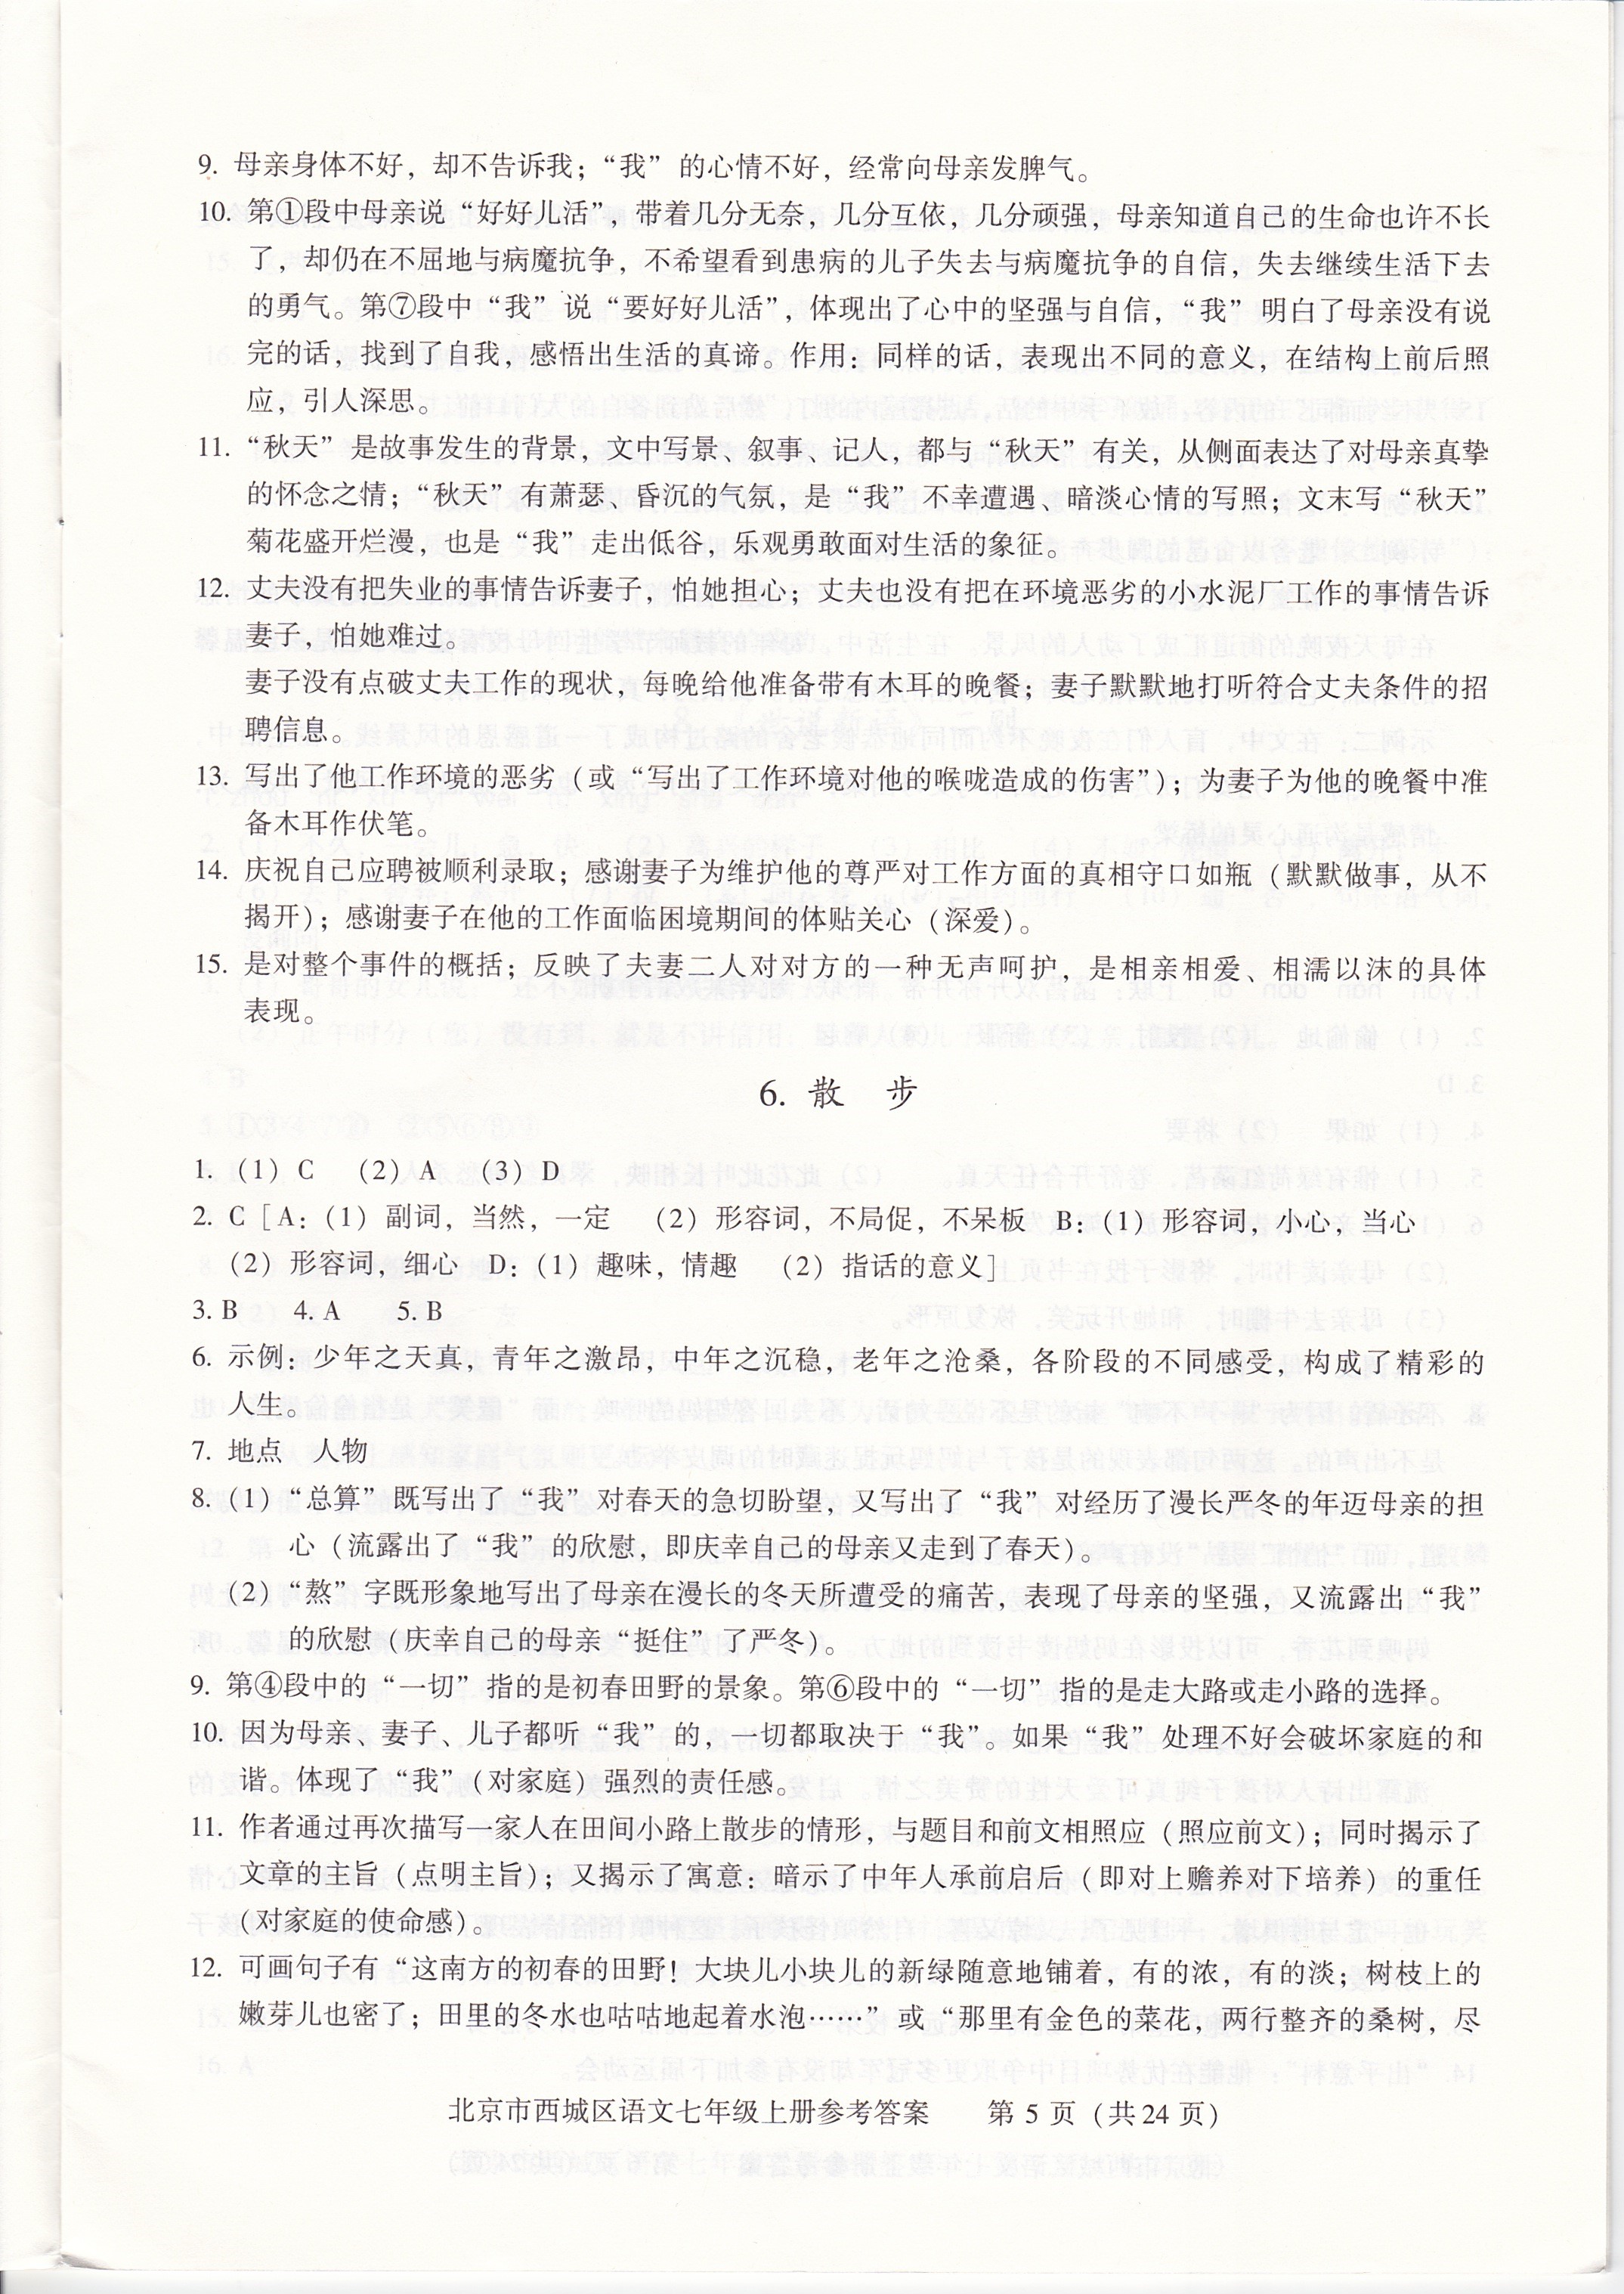 9. 母亲身体不好，却不告诉我；“我”的心情不好，经常向母亲发脾气。
10. 第①段中母亲说“好好儿活”，带着几分无奈，几分互依，几分顽强，母亲知道自己的生命也许不长
了，却仍在不屈地与病魔抗争，不希望看到患病的儿子失去与病魔抗争的自信，失去继续生活下去
的勇气。第⑦段中“我”说“要好好儿活”，体现出了心中的坚强与自信，“我”明白了母亲没有说
完的话，找到了自我，感悟出生活的真谛。作用：同样的话，表现出不同的意义，在结构上前后照
应，引人深思。
11. “秋天”是故事发生的背景，文中写景、叙事、记人，都与“秋天”有关，从侧面表达了对母亲真挚
的怀念之情；“秋天”有萧瑟、昏沉的气氛，是“我”不幸遭遇、暗淡心情的写照；文末写“秋天”
菊花盛开烂漫，也是“我”走出低谷，乐观勇敢面对生活的象征。
12. 丈夫没有把失业的事情告诉妻子，怕她担心；丈夫也没有把在环境恶劣的小水泥厂工作的事情告诉
妻子，怕她难过。
妻子没有点破丈夫工作的现状，每晚给他准备带有木耳的晚餐；妻子默默地打听符合丈夫条件的招
聘信息。
13. 写出了他工作环境的恶劣（或“写出了工作环境对他的喉咙造成的伤害”）；为妻子为他的晚餐中准
备木耳作伏笔。
14. 庆祝自己应聘被顺利录取；感谢妻子为维护他的尊严对工作方面的真相守口如瓶（默默做事，从不
揭开）；感谢妻子在他的工作面临困境期间的体贴关心（深爱）。
15. 是对整个事件的概括；反映了夫妻二人对对方的一种无声呵护，是相亲相爱、相濡以沫的具体
表现。
6. 散 步
1.（1）C （2）A （3）D
2. C［A：（1）副词，当然，一定 （2）形容词，不局促，不呆板 B：（1）形容词，小心，当心
（2）形容词，细心 D：（1）趣味，情趣 （2）指话的意义］
3. B 4. A 5. B
6. 示例：少年之天真，青年之激昂，中年之沉稳，老年之沧桑，各阶段的不同感受，构成了精彩的
人生。
7. 地点 人物
8.（1）“总算”既写出了“我”对春天的急切盼望，又写出了“我”对经历了漫长严冬的年迈母亲的担
心（流露出了“我”的欣慰，即庆幸自己的母亲又走到了春天）。
（2）“熬”字既形象地写出了母亲在漫长的冬天所遭受的痛苦，表现了母亲的坚强，又流露出“我”
的欣慰（庆幸自己的母亲“挺住”了严冬）。
9. 第④段中的“一切”指的是初春田野的景象。第⑥段中的“一切”指的是走大路或走小路的选择。
10. 因为母亲、妻子、儿子都听“我”的，一切都取决于“我”。如果“我”处理不好会破坏家庭的和
谐。体现了“我”（对家庭）强烈的责任感。
11. 作者通过再次描写一家人在田间小路上散步的情形，与题目和前文相照应（照应前文）；同时揭示了
文章的主旨（点明主旨）；又揭示了寓意：暗示了中年人承前启后（即对上赡养对下培养）的重任
（对家庭的使命感）。
12. 可画句子有“这南方的初春的田野！大块儿小块儿的新绿随意地铺着，有的浓，有的淡；树枝上的
嫩芽儿也密了；田里的冬水也咕咕地起着水泡……”或“那里有金色的菜花，两行整齐的桑树，尽
北京市西城区语文七年级上册参考答案 第 5 页（共 24 页）